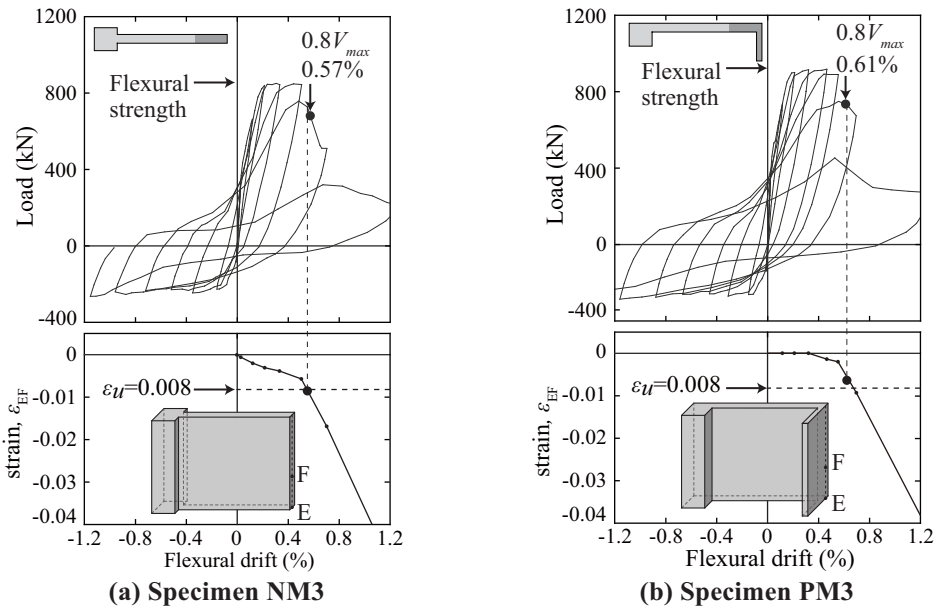 1200
800
400
0
-400
Load (kN)
Flexural
strength
0.8Vmax
0.57%
0
-0.01
-0.02
-0.03
-0.04
strain, εEF
εu=0.008
F
E
-1.2 -0.8 -0.4 0 0.4 0.8 1.2
Flexural drift (%)
(a) Specimen NM3
1200
800
400
0
-400
Load (kN)
Flexural
strength
0.8Vmax
0.61%
0
-0.01
-0.02
-0.03
-0.04
strain, εEF
εu=0.008
F
E
-1.2 -0.8 -0.4 0 0.4 0.8 1.2
Flexural drift (%)
(b) Specimen PM3